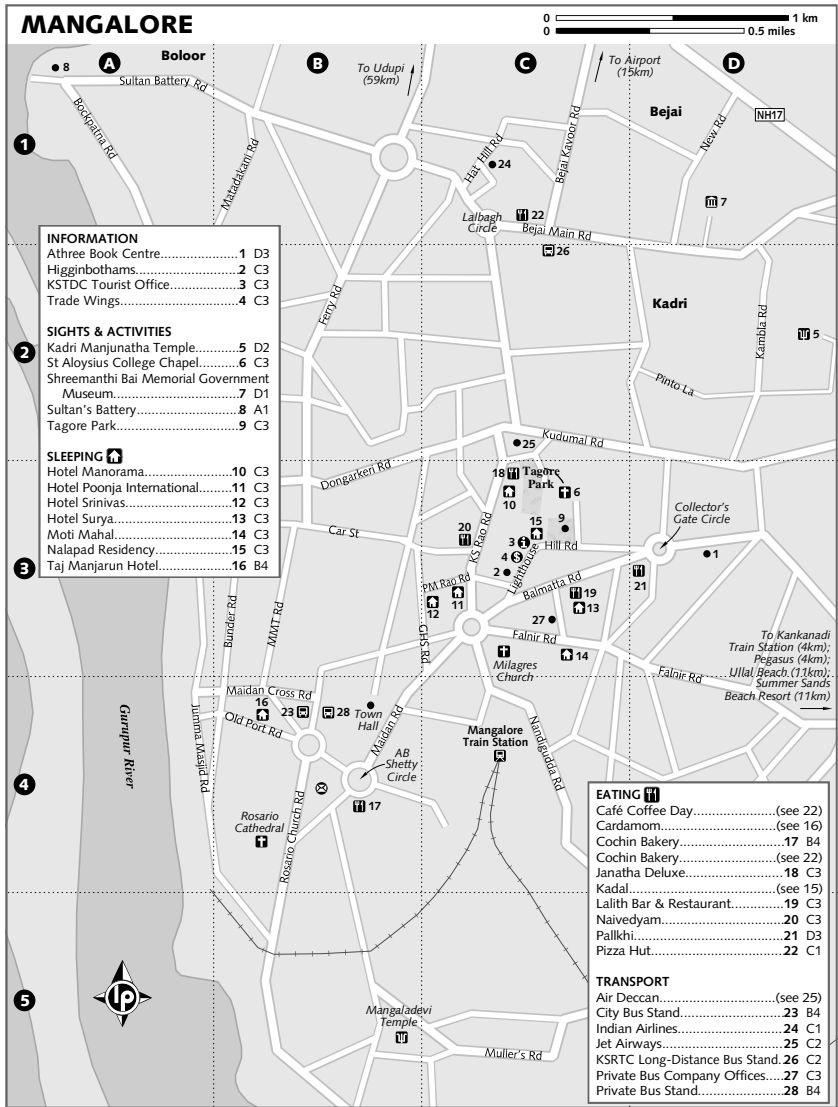 MANGALORE
0 1 km
0 0.5 miles
A
B
C
D
1
2
3
4
5
Boloor
8
Sultan Battery Rd
Bockpatna Rd
Matadakani Rd
To Udupi
(59km)
To Airport
(15km)
Hat Hill Rd
24
Bejai Kavoor Rd
Bejai
New Rd
NH17
7
Lalbagh
Circle
22
Bejai Main Rd
26
Ferry Rd
Kadri
Kambla Rd
5
Pinto La
Kudumal Rd
25
Dongarken Rd
INFORMATION
Athree Book Centre 1 D3
Higginbothams 2 C3
KSTDC Tourist Office 3 C3
Trade Wings 4 C3
SIGHTS & ACTIVITIES
Kadri Manjunatha Temple 5 D2
St Aloysius College Chapel 6 C3
Shreemanthi Bai Memorial Government
Museum 7 D1
Sultan's Battery 8 A1
Tagore Park 9 C3
SLEEPING
Hotel Manorama 10 C3
Hotel Poonja International 11 C3
Hotel Srinivas 12 C3
Hotel Surya 13 C3
Moti Mahal 14 C3
Nalapad Residency 15 C3
Taj Manjarun Hotel 16 B4
18
Tagore
Park
10
6
Collector's
Gate Circle
Car St
20
KS Rao Rd
15
9
3
Hill Rd
4
Lighthouse
2
1
21
PM Rao Rd
Balmatta Rd
12
11
19
13
27
Bunder Rd
MMT Rd
GHS Rd
Falnir Rd
Milagres
Church
14
Falnir Rd
To Kankanadi
Train Station (4km);
Pegasus (4km);
Ullal Beach (11km);
Summer Sands
Beach Resort (11km)
Maidan Cross Rd
16
23
28
Town
Hall
Old Port Rd
Maidan Rd
Jumma Masjid Rd
Gurupur River
Mangalore
Train Station
Nandigudda Rd
AB
Shetty
Circle
17
Rosario
Cathedral
Rosario Church Rd
EATING
Café Coffee Day (see 22)
Cardamom (see 16)
Cochin Bakery 17 B4
Cochin Bakery (see 22)
Janatha Deluxe 18 C3
Kadal (see 15)
Lalith Bar & Restaurant 19 C3
Naivedyam 20 C3
Pallkhi 21 D3
Pizza Hut 22 C1
TRANSPORT
Air Deccan (see 25)
City Bus Stand 23 B4
Indian Airlines 24 C1
Jet Airways 25 C2
KSRTC Long-Distance Bus Stand 26 C2
Private Bus Company Offices 27 C3
Private Bus Stand 28 B4
lp
Mangaladevi
Temple
Muller's Rd